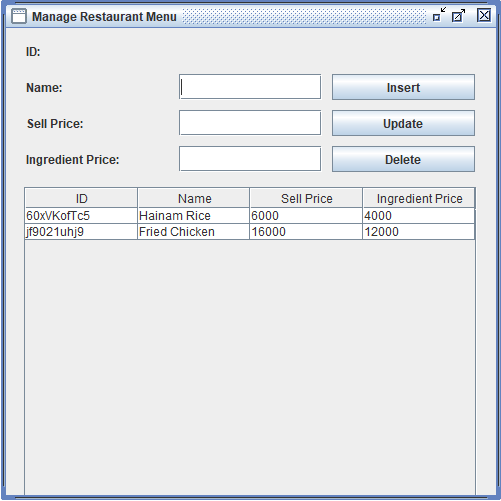 Manage Restaurant Menu
ID:
Name: Insert
Sell Price: Update
Ingredient Price: Delete
ID Name Sell Price Ingredient Price
60xVKofTc5 Hainam Rice 6000 4000
jf9021uhj9 Fried Chicken 16000 12000